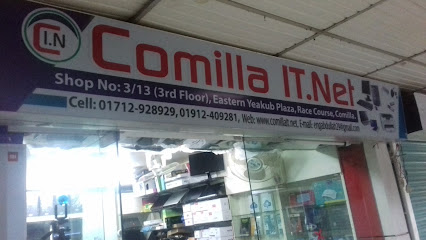 C I.N
Comilla IT.Net
Shop No: 3/13 (3rd Floor), Eastern Yeakub Plaza, Race Course, Comilla.
Cell: 01712-928929, 01912-409281, Web: www.comillait.net, E-mail-